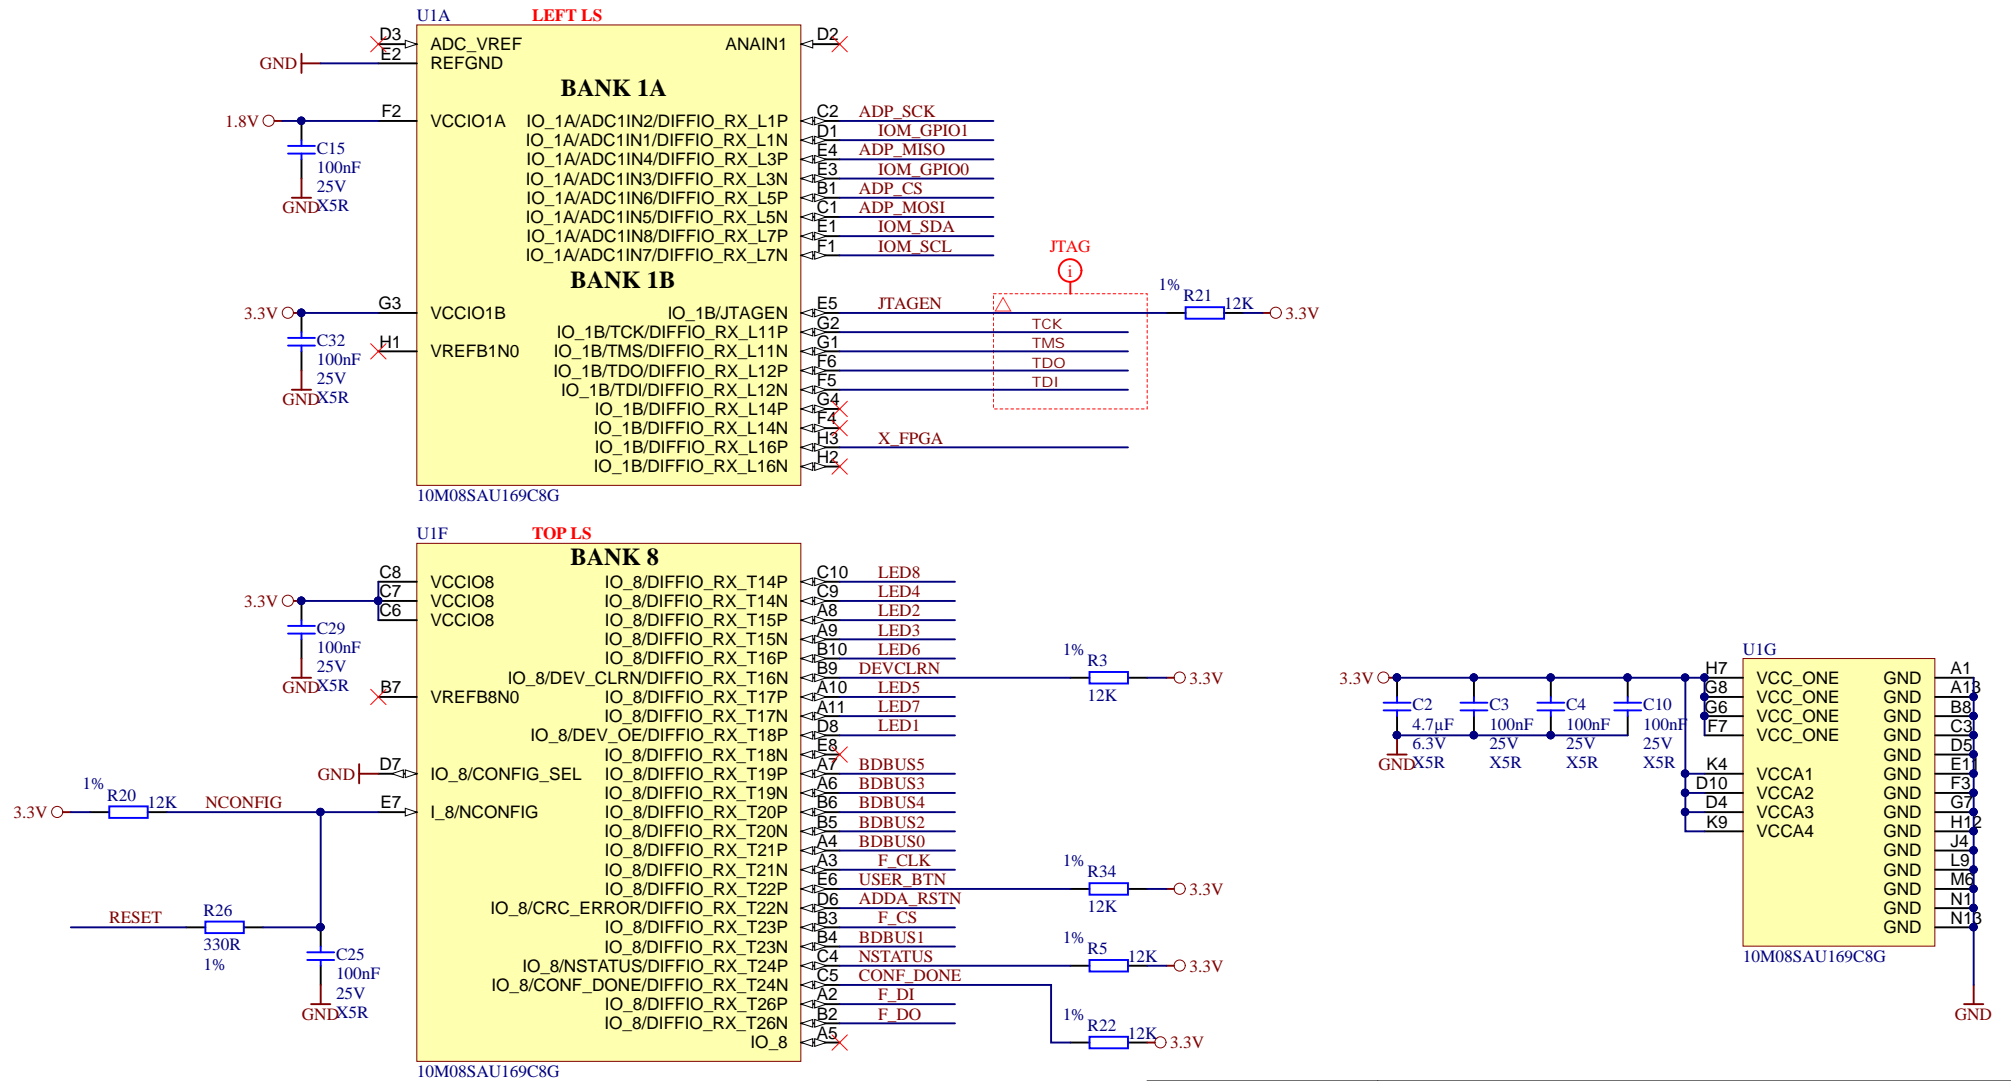 U1A LEFT LS
D3 ADC_VREF ANAIN1 D2
GND E2 REFGND
BANK 1A
1.8V F2 VCCIO1A IO_1A/ADC1IN2/DIFFIO_RX_L1P C2 ADP_SCK
IO_1A/ADC1IN1/DIFFIO_RX_L1N D1 IOM_GPIO1
C15 IO_1A/ADC1IN4/DIFFIO_RX_L3P E4 ADP_MISO
100nF IO_1A/ADC1IN3/DIFFIO_RX_L3N E3 IOM_GPIO0
25V IO_1A/ADC1IN6/DIFFIO_RX_L5P B1 ADP_CS
GND X5R IO_1A/ADC1IN5/DIFFIO_RX_L5N C1 ADP_MOSI
IO_1A/ADC1IN8/DIFFIO_RX_L7P E1 IOM_SDA
IO_1A/ADC1IN7/DIFFIO_RX_L7N F1 IOM_SCL
JTAG
i
BANK 1B
3.3V G3 VCCIO1B IO_1B/JTAGEN E5 JTAGEN 1% R21 12K 3.3V
IO_1B/TCK/DIFFIO_RX_L11P G2 TCK
C32 H1 VREFB1N0 IO_1B/TMS/DIFFIO_RX_L11N G1 TMS
100nF IO_1B/TDO/DIFFIO_RX_L12P F6 TDO
25V IO_1B/TDI/DIFFIO_RX_L12N F5 TDI
GND X5R IO_1B/DIFFIO_RX_L14P G4
IO_1B/DIFFIO_RX_L14N F4
IO_1B/DIFFIO_RX_L16P H3 X_FPGA
IO_1B/DIFFIO_RX_L16N H2
10M08SAU169C8G
U1F TOP LS
BANK 8
C8 VCCIO8 IO_8/DIFFIO_RX_T14P C10 LED8
3.3V C7 VCCIO8 IO_8/DIFFIO_RX_T14N C9 LED4
C6 VCCIO8 IO_8/DIFFIO_RX_T15P A8 LED2
C29 IO_8/DIFFIO_RX_T15N A9 LED3
100nF IO_8/DIFFIO_RX_T16P B10 LED6
25V IO_8/DEV_CLRN/DIFFIO_RX_T16N B9 DEVCLRN 1% R3 12K 3.3V
GND X5R B7 VREFB8N0 IO_8/DIFFIO_RX_T17P A10 LED5
IO_8/DIFFIO_RX_T17N A11 LED7
IO_8/DEV_OE/DIFFIO_RX_T18P D8 LED1
IO_8/DIFFIO_RX_T18N E8
GND D7 IO_8/CONFIG_SEL IO_8/DIFFIO_RX_T19P A7 BDBUS5
IO_8/DIFFIO_RX_T19N A6 BDBUS3
3.3V 1% R20 12K NCONFIG E7 I_8/NCONFIG IO_8/DIFFIO_RX_T20P B6 BDBUS4
IO_8/DIFFIO_RX_T20N B5 BDBUS2
IO_8/DIFFIO_RX_T21P A4 BDBUS0
IO_8/DIFFIO_RX_T21N A3 F_CLK
IO_8/DIFFIO_RX_T22P E6 USER_BTN 1% R34 12K 3.3V
IO_8/CRC_ERROR/DIFFIO_RX_T22N D6 ADDA_RSTN
RESET R26 330R 1% IO_8/DIFFIO_RX_T23P B3 F_CS
IO_8/DIFFIO_RX_T23N B4 BDBUS1
C25 IO_8/NSTATUS/DIFFIO_RX_T24P C4 NSTATUS 1% R5 12K 3.3V
100nF IO_8/CONF_DONE/DIFFIO_RX_T24N C5 CONF_DONE
25V IO_8/DIFFIO_RX_T26P A2 F_DI
GND X5R IO_8/DIFFIO_RX_T26N B2 F_DO
IO_8 A5 1% R22 12K 3.3V
10M08SAU169C8G
U1G
3.3V H7 VCC_ONE GND A1
G8 VCC_ONE GND A13
C2 C3 C4 C10 G6 VCC_ONE GND B8
4.7µF 100nF 100nF 100nF F7 VCC_ONE GND C3
6.3V 25V 25V 25V GND D5
GND X5R X5R X5R X5R K4 VCCA1 GND E11
D10 VCCA2 GND F3
D4 VCCA3 GND G7
K9 VCCA4 GND H12
GND J4
GND L9
GND M6
GND N1
GND N13
10M08SAU169C8G
GND